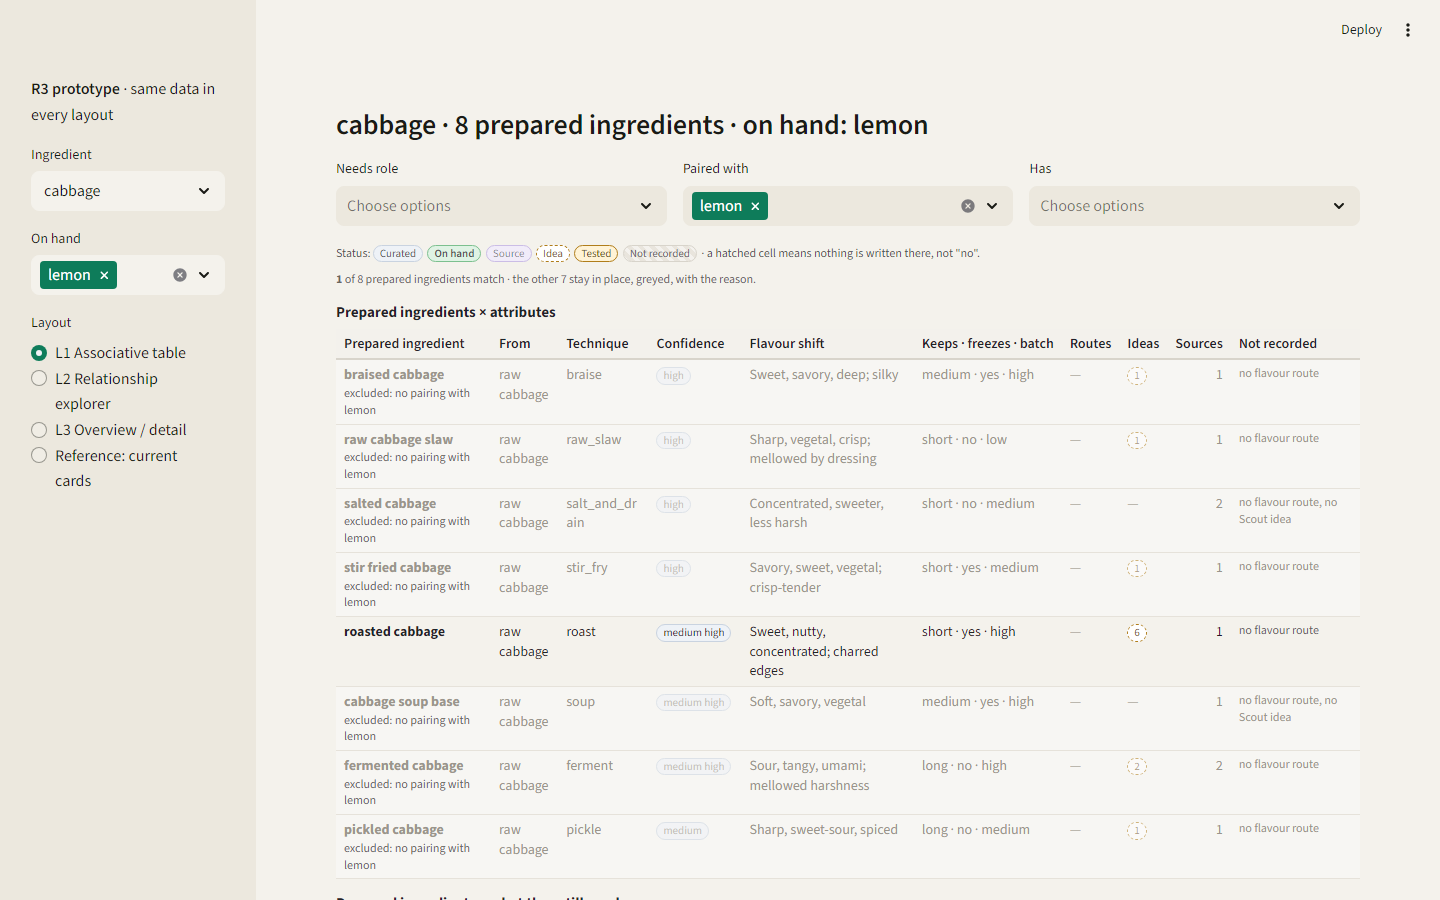 Deploy
R3 prototype · same data in
every layout
Ingredient
cabbage
On hand
lemon ×
Layout
L1 Associative table
L2 Relationship
explorer
L3 Overview / detail
Reference: current
cards
cabbage · 8 prepared ingredients · on hand: lemon
Needs role Paired with Has
Choose options lemon × Choose options
Status: Curated On hand Source Idea Tested Not recorded · a hatched cell means nothing is written there, not "no".
1 of 8 prepared ingredients match · the other 7 stay in place, greyed, with the reason.
Prepared ingredients × attributes
Prepared ingredient From Technique Confidence Flavour shift Keeps · freezes · batch Routes Ideas Sources Not recorded
braised cabbage raw braise high Sweet, savory, deep; silky medium · yes · high — 1 1 no flavour route
excluded: no pairing with cabbage
lemon
raw cabbage slaw raw raw_slaw high Sharp, vegetal, crisp; short · no · low — 1 1 no flavour route
excluded: no pairing with cabbage mellowed by dressing
lemon
salted cabbage raw salt_and_dr high Concentrated, sweeter, short · no · medium — — 2 no flavour route, no
excluded: no pairing with cabbage ain less harsh Scout idea
lemon
stir fried cabbage raw stir_fry high Savory, sweet, vegetal; short · yes · medium — 1 1 no flavour route
excluded: no pairing with cabbage crisp-tender
lemon
roasted cabbage raw roast medium high Sweet, nutty, short · yes · high — 6 1 no flavour route
cabbage concentrated; charred
edges
cabbage soup base raw soup medium high Soft, savory, vegetal medium · yes · high — — 1 no flavour route, no
excluded: no pairing with cabbage Scout idea
lemon
fermented cabbage raw ferment medium high Sour, tangy, umami; long · no · high — 2 2 no flavour route
excluded: no pairing with cabbage mellowed harshness
lemon
pickled cabbage raw pickle medium Sharp, sweet-sour, spiced long · no · medium — 1 1 no flavour route
excluded: no pairing with cabbage
lemon